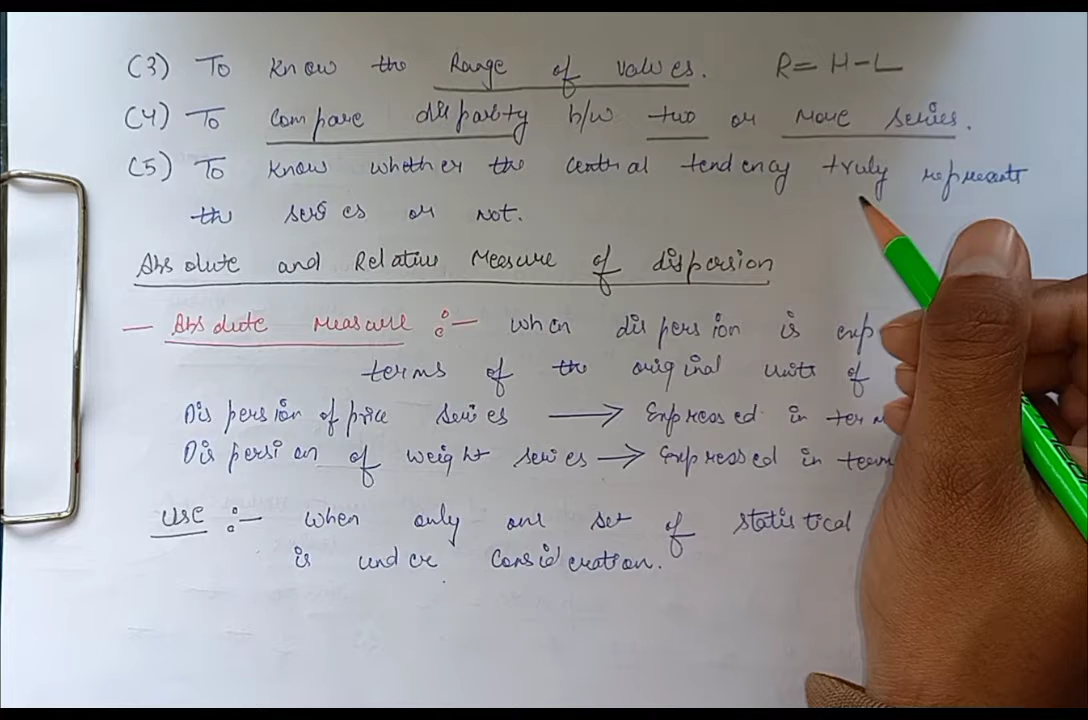 (3) To know the Range of values. R = H-L
(4) To compare disparity b/w two or more series.
(5) To know whether the central tendency truly represents
the series or not.
Absolute and Relative Measure of dispersion
— Absolute Measure :— when dispersion is exp
terms of the original units of
Dispersion of price series → Expressed in term
Dispersion of weight series → Expressed in term
Use :— when only one set of statistical
is under consideration.